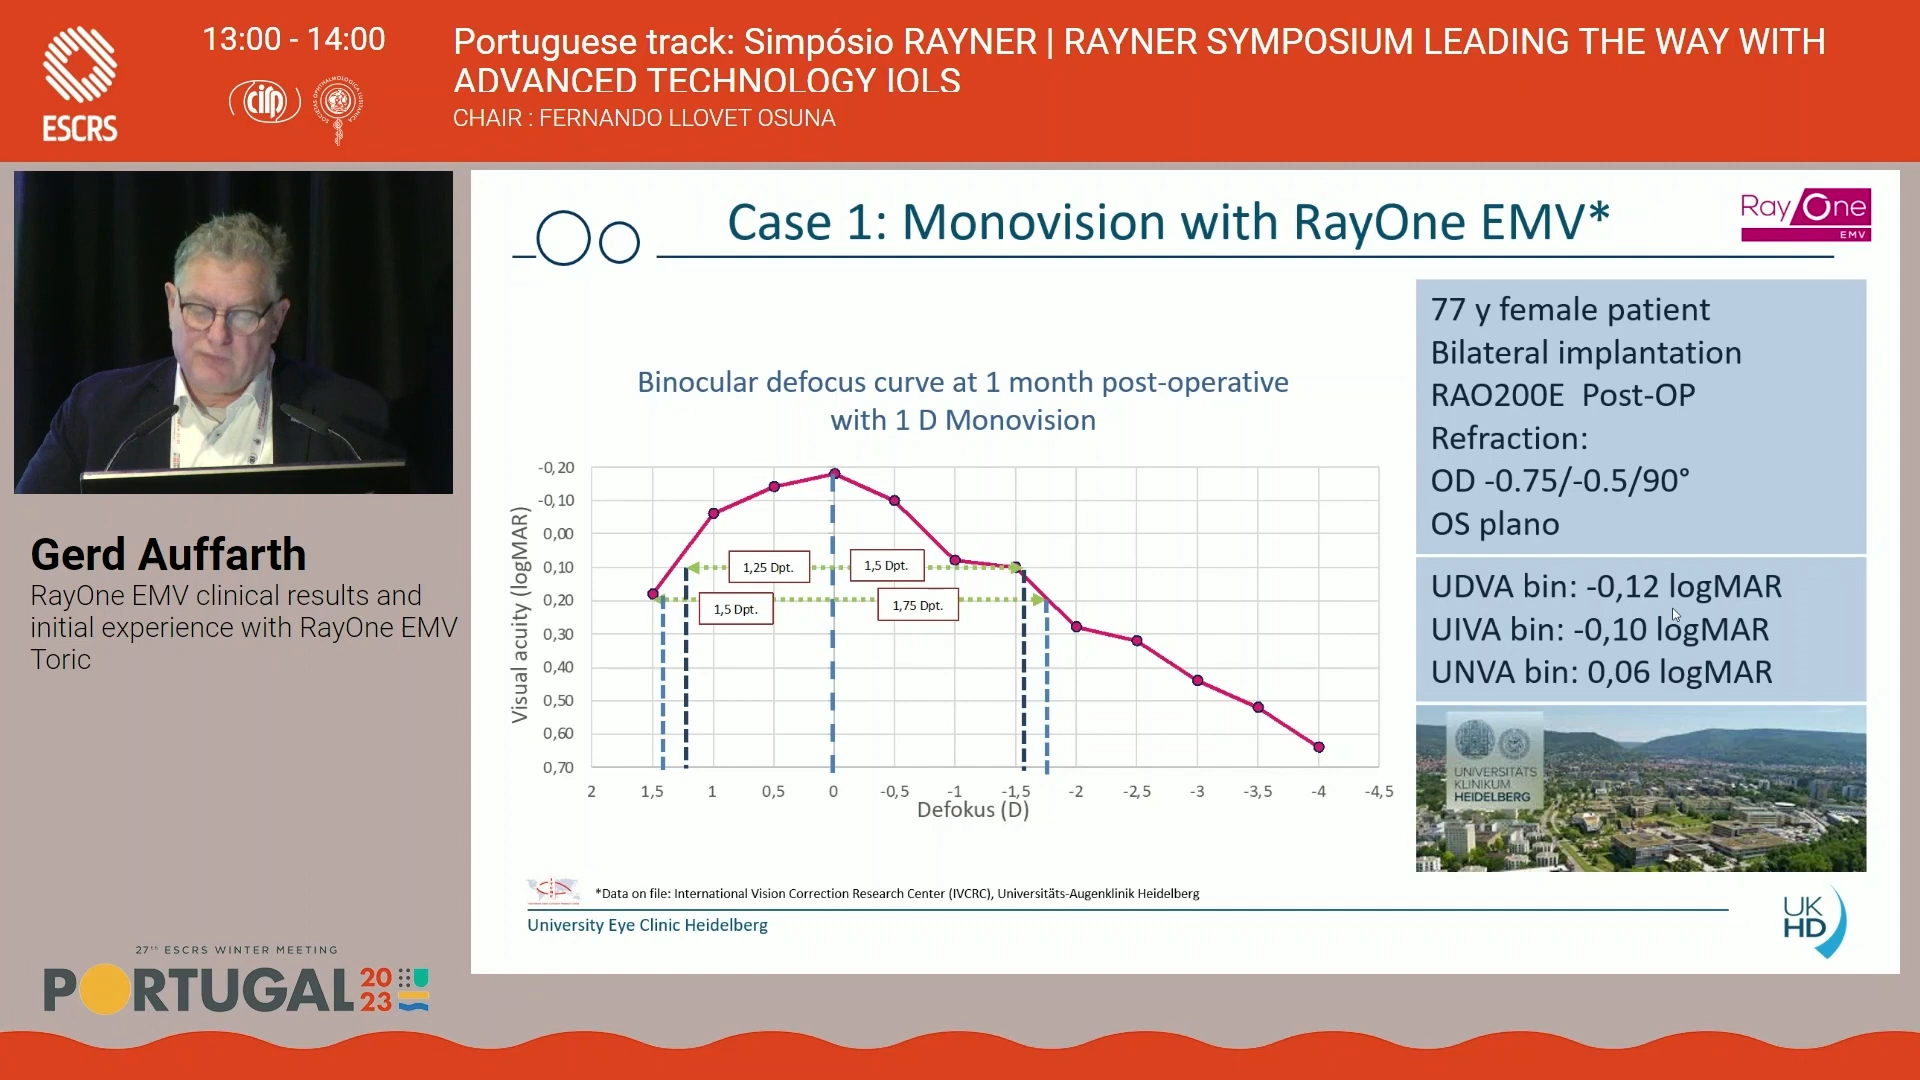 ESCRS
13:00 - 14:00
cirp
Portuguese track: Simpósio RAYNER | RAYNER SYMPOSIUM LEADING THE WAY WITH
ADVANCED TECHNOLOGY IOLS
CHAIR : FERNANDO LLOVET OSUNA
Gerd Auffarth
RayOne EMV clinical results and
initial experience with RayOne EMV
Toric
27th ESCRS WINTER MEETING
PORTUGAL 2023
Case 1: Monovision with RayOne EMV*
RayOne
EMV
Binocular defocus curve at 1 month post-operative
with 1 D Monovision
Visual acuity (logMAR)
-0,20
-0,10
0,00
0,10
0,20
0,30
0,40
0,50
0,60
0,70
1,25 Dpt.
1,5 Dpt.
1,5 Dpt.
1,75 Dpt.
2 1,5 1 0,5 0 -0,5 -1 -1,5 -2 -2,5 -3 -3,5 -4 -4,5
Defokus (D)
77 y female patient
Bilateral implantation
RAO200E Post-OP
Refraction:
OD -0.75/-0.5/90°
OS plano
UDVA bin: -0,12 logMAR
UIVA bin: -0,10 logMAR
UNVA bin: 0,06 logMAR
UNIVERSITÄTS
KLINIKUM
HEIDELBERG
*Data on file: International Vision Correction Research Center (IVCRC), Universitäts-Augenklinik Heidelberg
University Eye Clinic Heidelberg
UK
HD